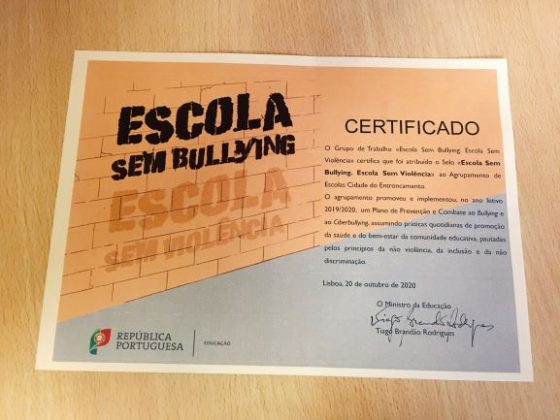 ESCOLA
SEM BULLYING
ESCOLA
SEM VIOLÊNCIA
CERTIFICADO
O Grupo de Trabalho «Escola Sem Bullying. Escola Sem
Violência» certifica que foi atribuído o Selo «Escola Sem
Bullying. Escola Sem Violência» ao Agrupamento de
Escolas Cidade do Entroncamento.
O agrupamento promoveu e implementou, no ano letivo
2019/2020, um Plano de Prevenção e Combate ao Bullying e
ao Ciberbullying, assumindo práticas quotidianas de promoção
da saúde e do bem-estar da comunidade educativa, pautadas
pelos princípios da não violência, da inclusão e da não
discriminação.
Lisboa, 20 de outubro de 2020
O Ministro da Educação
Tiago Brandão Rodrigues
Tiago Brandão Rodrigues
REPÚBLICA
PORTUGUESA
EDUCAÇÃO